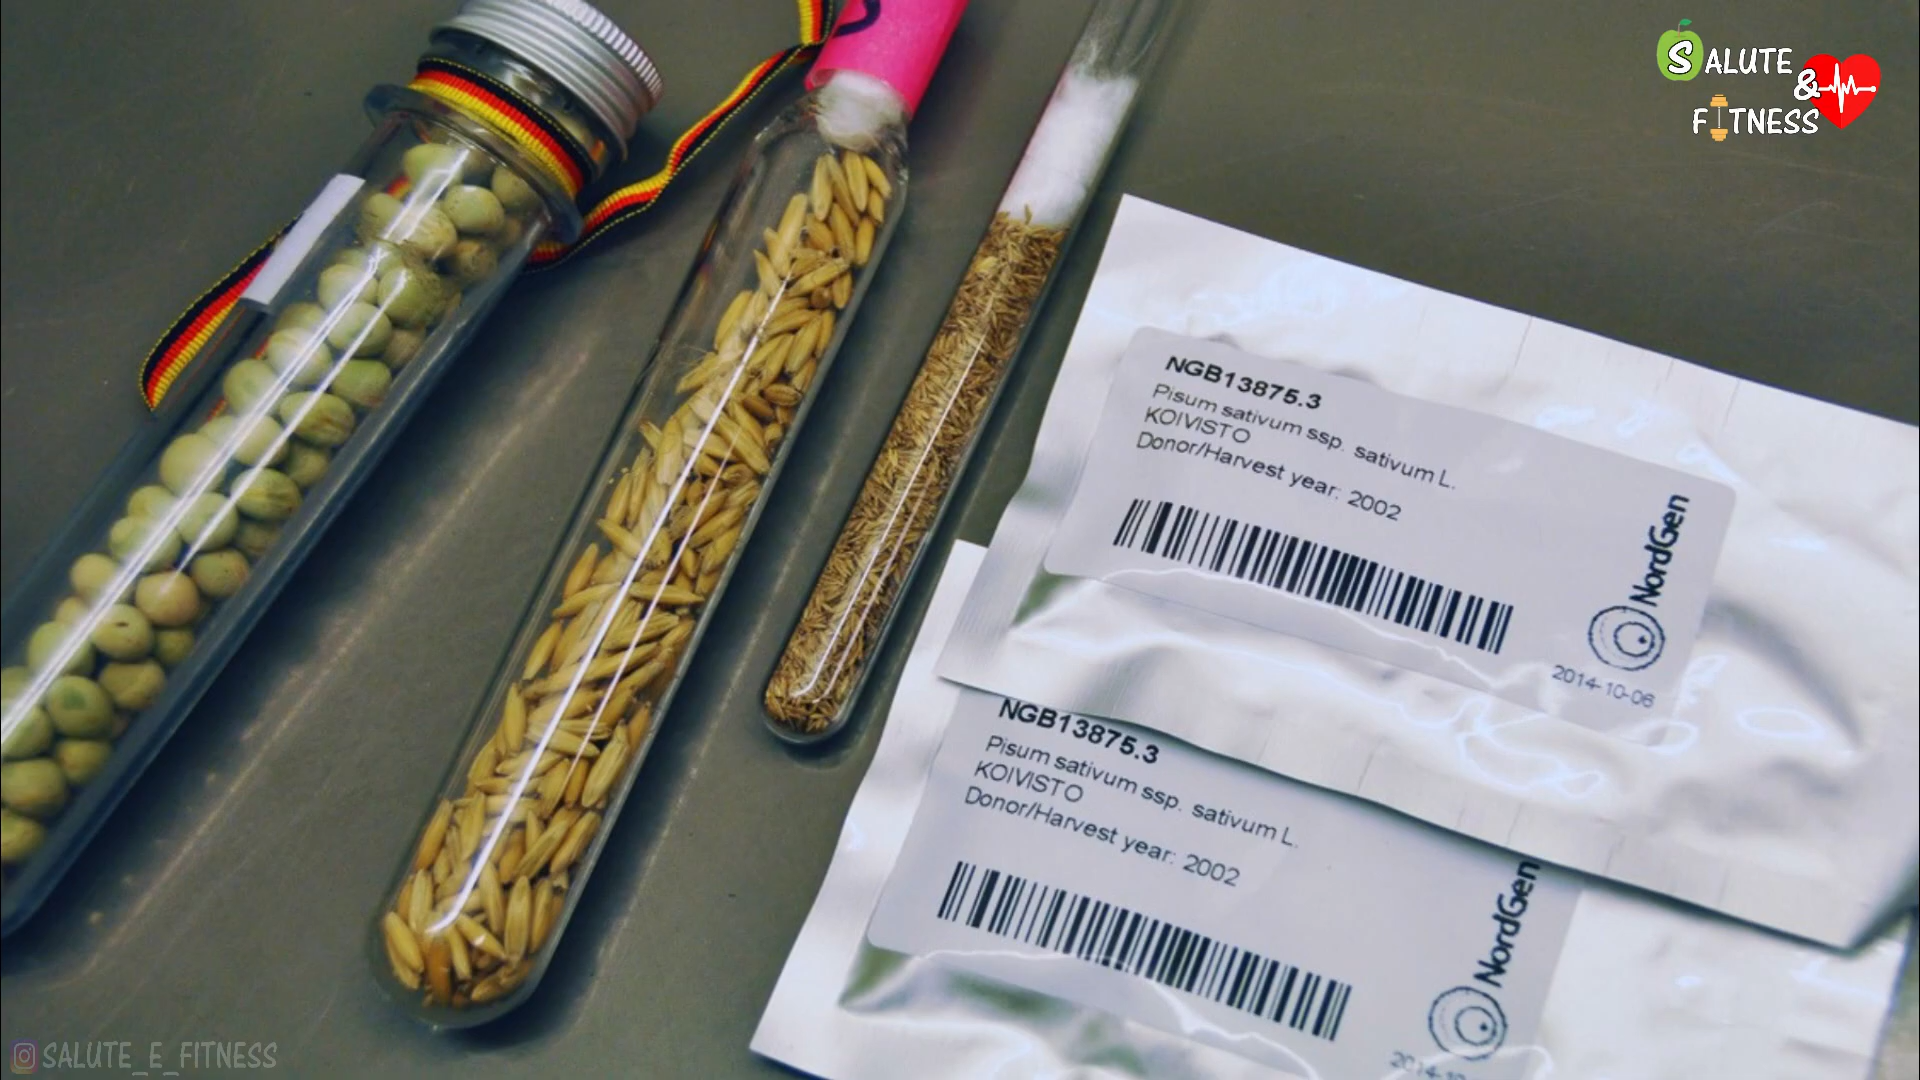 SALUTE
&
FITNESS
NGB13875.3
Pisum sativum ssp. sativum L.
KOIVISTO
Donor/Harvest year: 2002
NordGen
2014-10-06
NGB13875.3
Pisum sativum ssp. sativum L.
KOIVISTO
Donor/Harvest year: 2002
NordGen
SALUTE_E_FITNESS